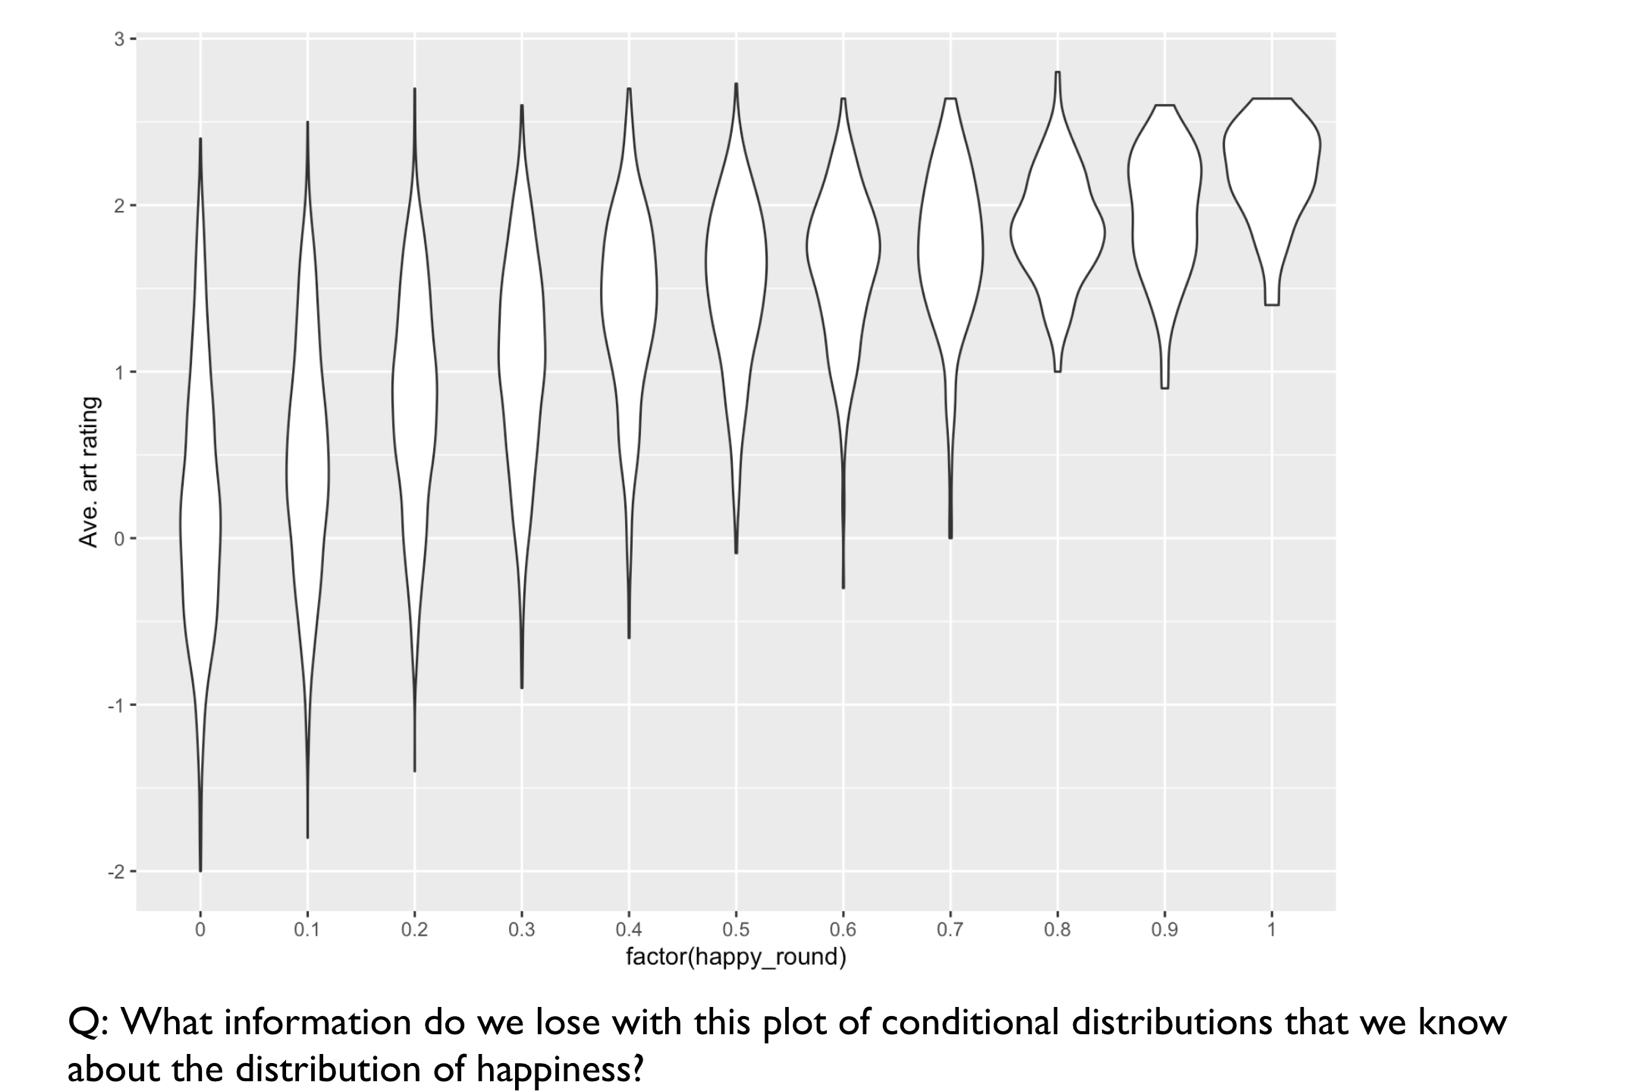 3
2
1
0
-1
-2
Ave. art rating
0 0.1 0.2 0.3 0.4 0.5 0.6 0.7 0.8 0.9 1
factor(happy_round)
Q: What information do we lose with this plot of conditional distributions that we know
about the distribution of happiness?